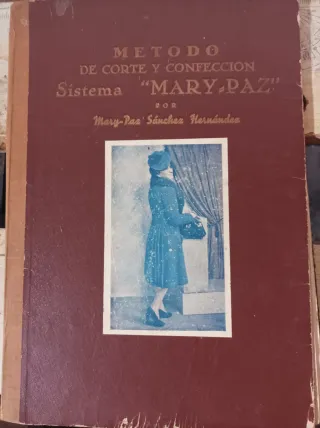 METODO
DE CORTE Y CONFECCION
Sistema "MARY-PAZ"
POR
Mary-Paz Sánchez Hernández